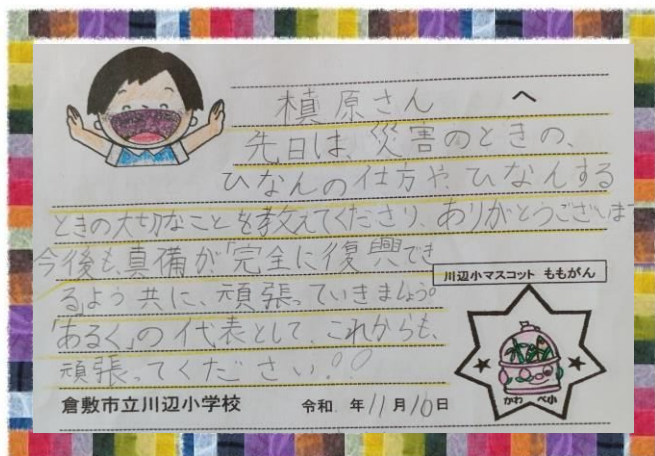 槙原さん へ
先日は、災害のときの、
ひなんの仕方や、ひなんする
ときの大切なことを教えてくださり、ありがとうございま
今後も、真備が「完全に復興でき
るよう共に、頑張っていきましょう。
「あるく」の代表として、これからも、
頑張ってください!!
川辺小マスコット ももがん
かわべ小
倉敷市立川辺小学校 令和 年11月10日